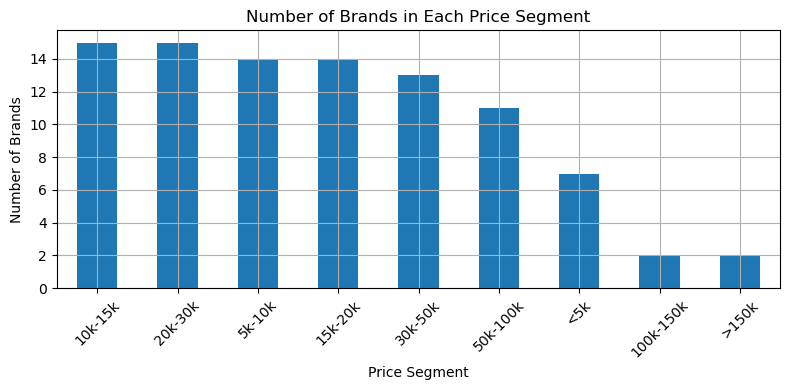 Number of Brands in Each Price Segment
Number of Brands
14
12
10
8
6
4
2
0
10k-15k
20k-30k
5k-10k
15k-20k
30k-50k
50k-100k
<5k
100k-150k
>150k
Price Segment